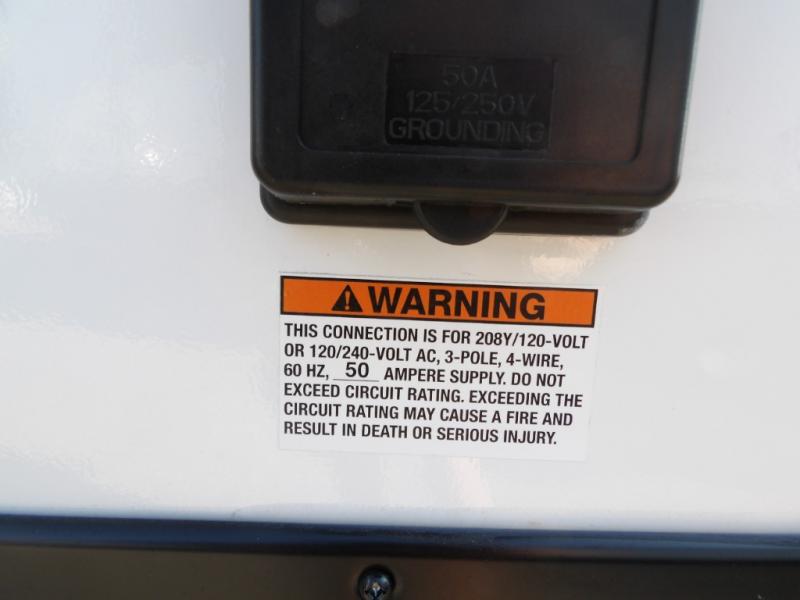 50A
125/250V
GROUNDING
WARNING
THIS CONNECTION IS FOR 208Y/120-VOLT
OR 120/240-VOLT AC, 3-POLE, 4-WIRE,
60 HZ, 50 AMPERE SUPPLY. DO NOT
EXCEED CIRCUIT RATING. EXCEEDING THE
CIRCUIT RATING MAY CAUSE A FIRE AND
RESULT IN DEATH OR SERIOUS INJURY.